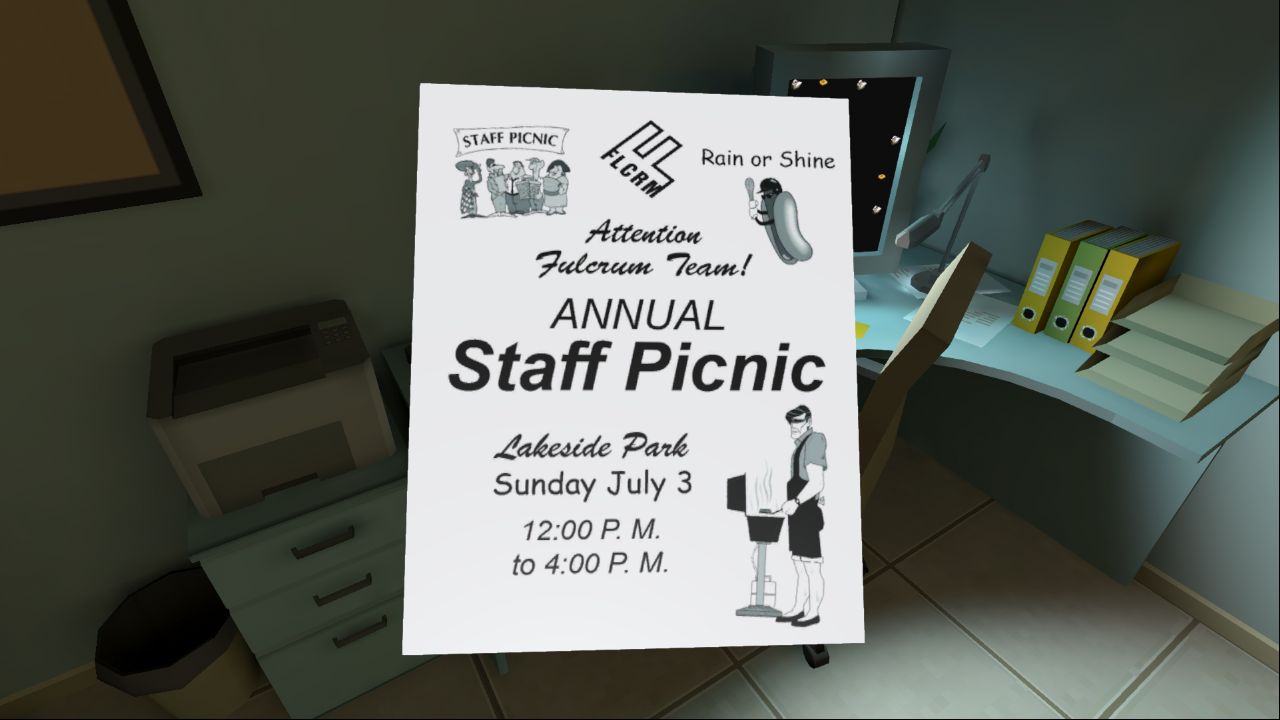 STAFF PICNIC
FLCRM
Rain or Shine
Attention
Fulcrum Team!
ANNUAL
Staff Picnic
Lakeside Park
Sunday July 3
12:00 P. M.
to 4:00 P. M.